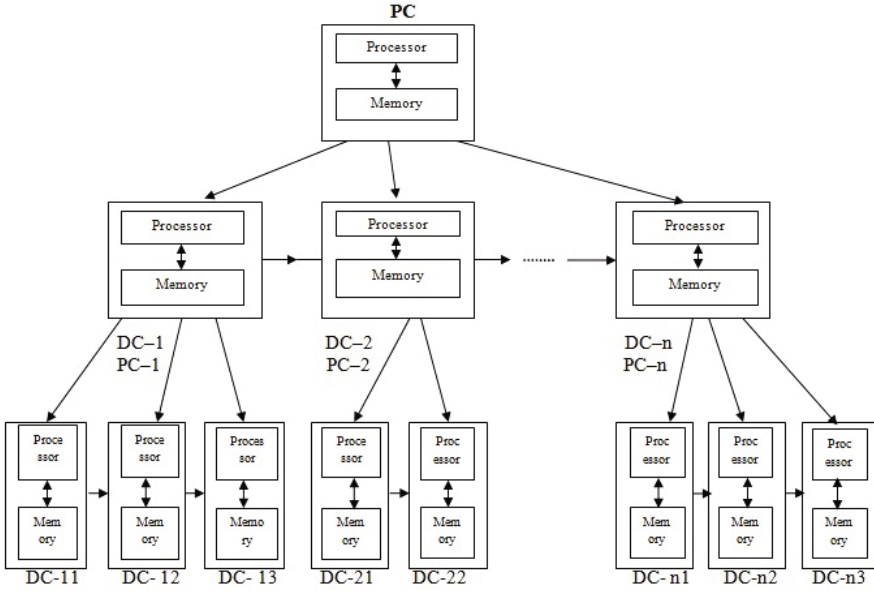 PC
Processor
Memory
Processor
Memory
Processor
Memory
........
Processor
Memory
DC–1
PC–1
DC–2
PC–2
DC–n
PC–n
Proce
ssor
Mem
ory
Proce
ssor
Mem
ory
Proces
sor
Memo
ry
Proce
ssor
Mem
ory
Proc
essor
Mem
ory
Proc
essor
Mem
ory
Proc
essor
Mem
ory
Proc
essor
Mem
ory
DC-11
DC- 12
DC- 13
DC-21
DC-22
DC- n1
DC-n2
DC-n3